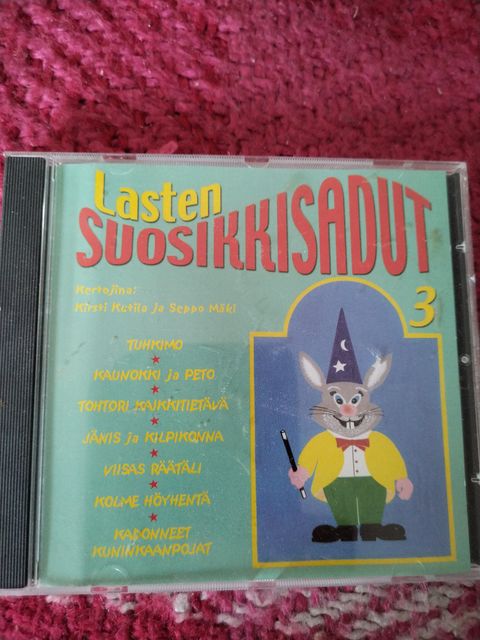 Lasten
SUOSIKKISADUT
3
Kertojina:
Kirsti Kutila ja Seppo Mäki
TUHKIMO
KAUNOKKI ja PETO
TOHTORI KAIKKITIETÄVÄ
JÄNIS ja KILPIKONNA
VIISAS RÄÄTÄLI
KOLME HÖYHENTÄ
KADONNEET
KUNINKAANPOJAT